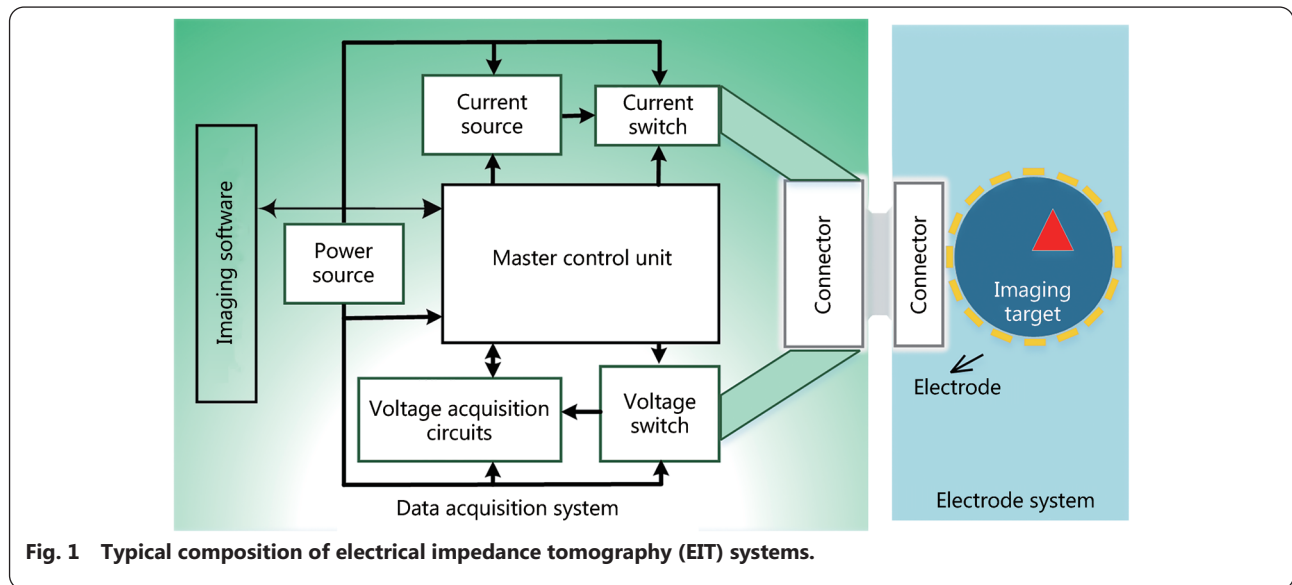 Current
source
Current
switch
Imaging software
Power
source
Master control unit
Connector
Connector
Imaging
target
Electrode
Voltage acquisition
circuits
Voltage
switch
Data acquisition system
Electrode system
Fig. 1 Typical composition of electrical impedance tomography (EIT) systems.